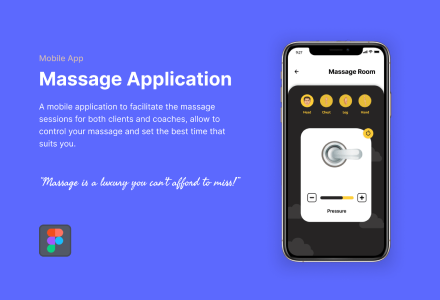 Mobile App
Massage Application
A mobile application to facilitate the massage
sessions for both clients and coaches, allow to
control your massage and set the best time that
suits you.
"Massage is a luxury you can't afford to miss!"
9:27
Massage Room
Head Chest Leg Hand
Pressure